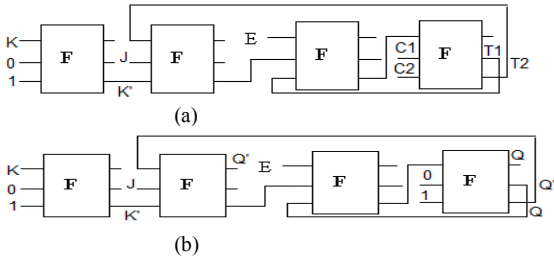 K F J F E F C1 F T1
0 C2 T2
1 K'
(a)
K F J F Q' E F 0 F Q
0 1 Q'
1 K' Q
(b)